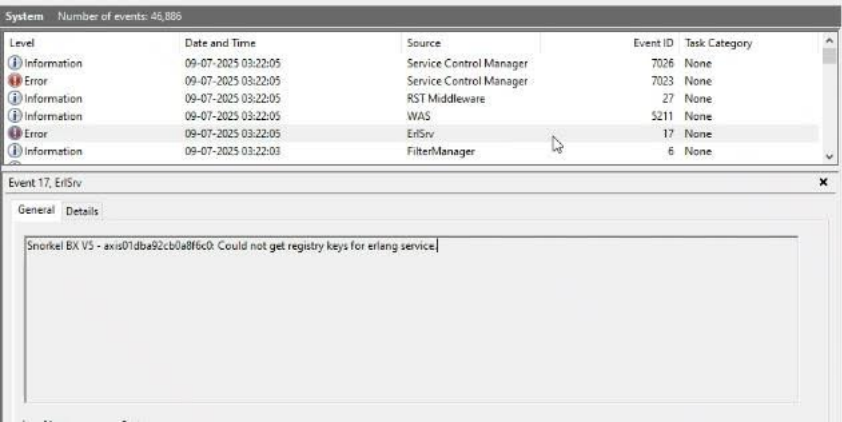 System Number of events: 46,886
Level Date and Time Source Event ID Task Category
Information 09-07-2025 03:22:05 Service Control Manager 7026 None
Error 09-07-2025 03:22:05 Service Control Manager 7023 None
Information 09-07-2025 03:22:05 RST Middleware 27 None
Information 09-07-2025 03:22:05 WAS 5211 None
Error 09-07-2025 03:22:05 ErlSrv 17 None
Information 09-07-2025 03:22:03 FilterManager 6 None
Event 17, ErlSrv
General Details
Snorkel BX V5 - axis01dba92cb0a8f6c0: Could not get registry keys for erlang service.